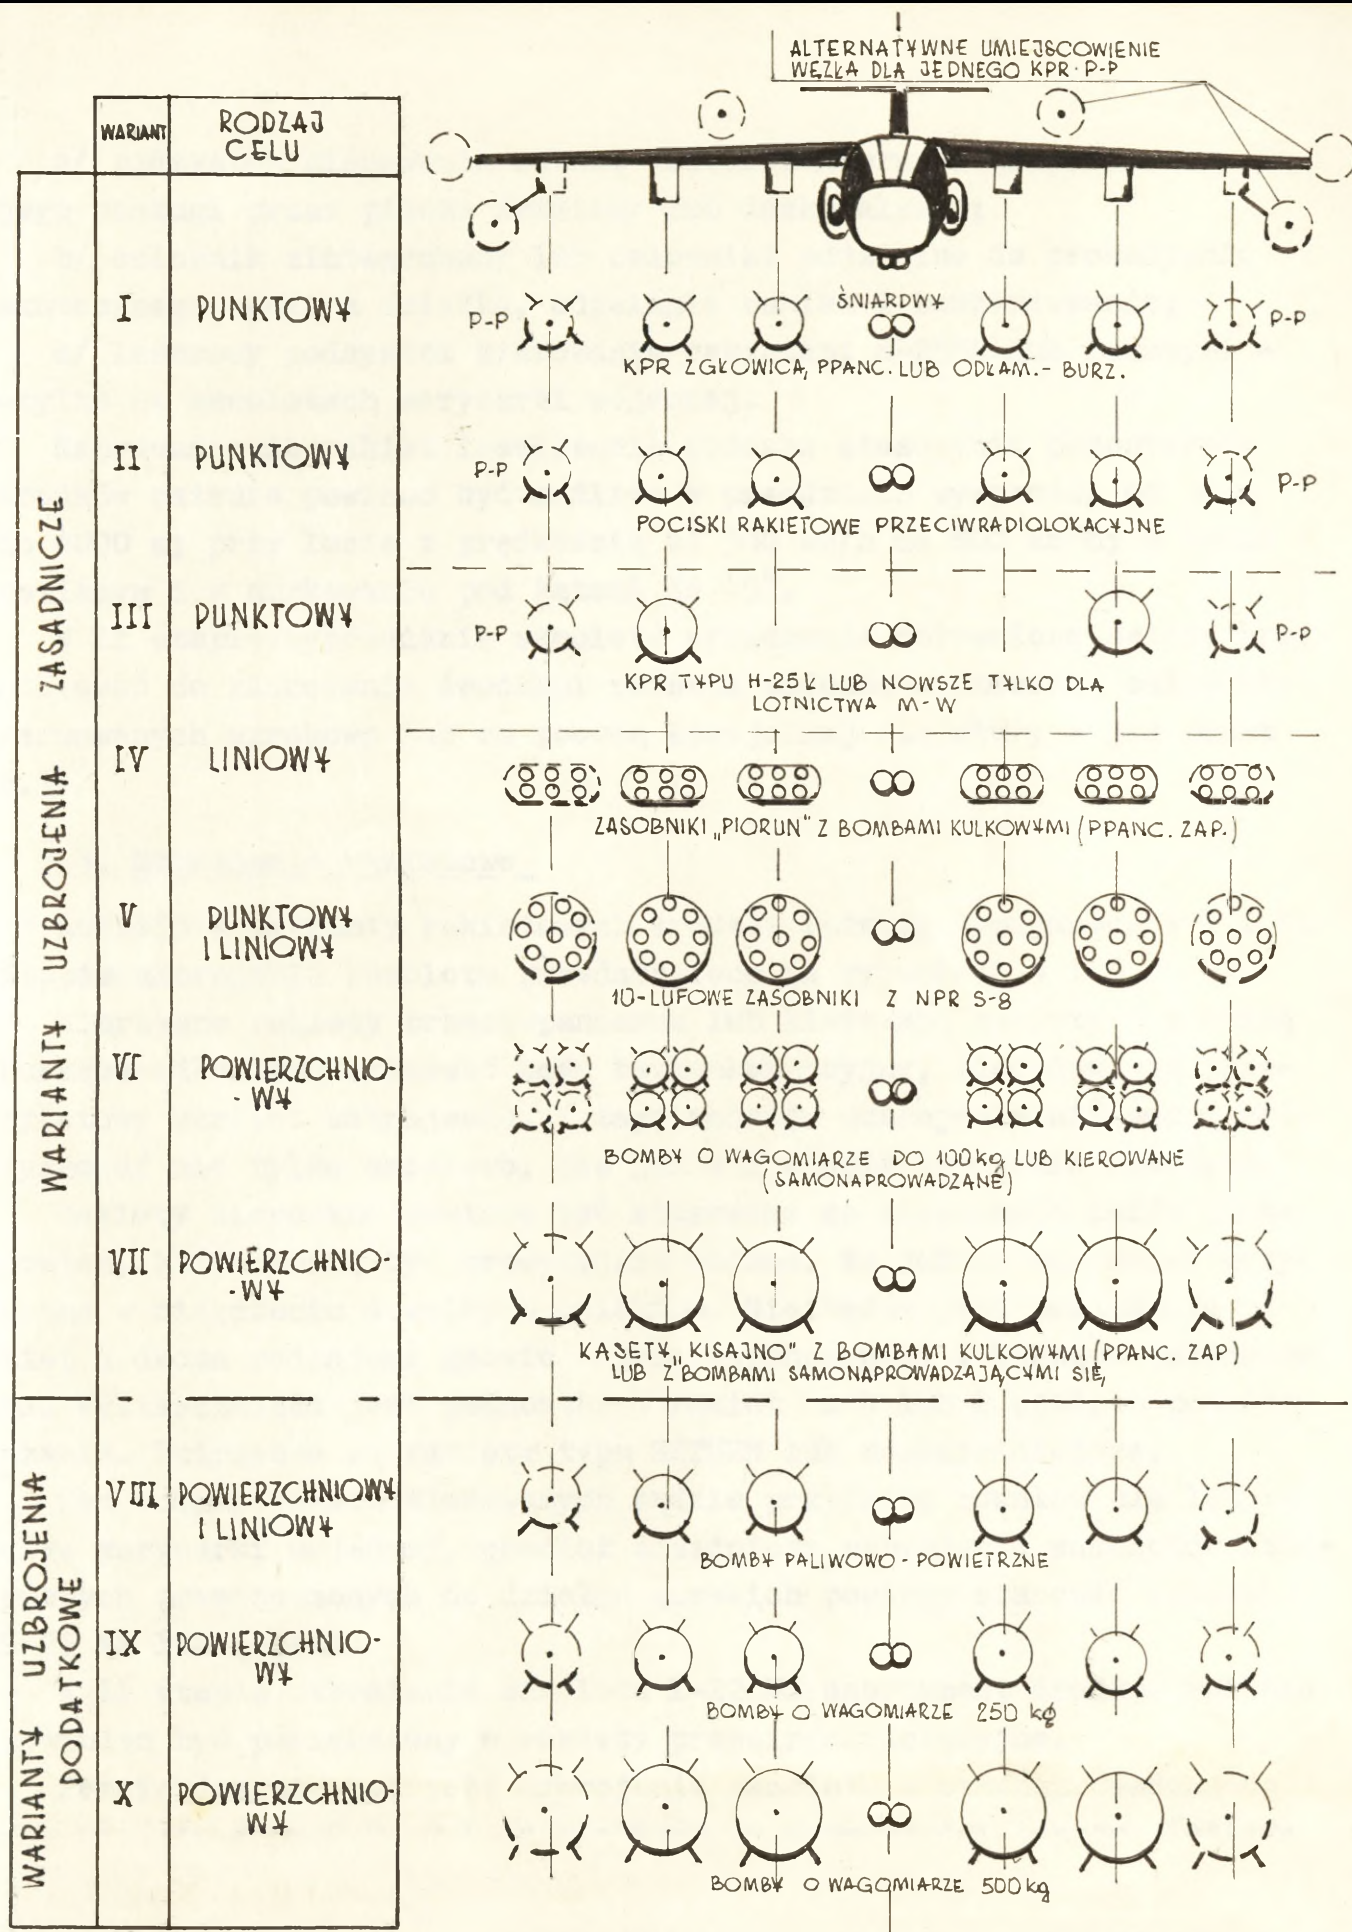 ALTERNATYWNE UMIEJSCOWIENIE
WĘZŁA DLA JEDNEGO KPR P-P
WARIANT
RODZAJ
CELU
WARIANTY UZBROJENIA ZASADNICZE
I
PUNKTOWY
P-P
ŚNIARDWY
P-P
KPR Z GŁOWICĄ PPANC. LUB ODŁAM.- BURZ.
II
PUNKTOWY
P-P
P-P
POCISKI RAKIETOWE PRZECIWRADIOLOKACYJNE
III
PUNKTOWY
P-P
P-P
KPR TYPU H-25L LUB NOWSZE TYLKO DLA
LOTNICTWA M-W
IV
LINIOWY
ZASOBNIKI „PIORUN" Z BOMBAMI KULKOWYMI (PPANC. ZAP.)
V
PUNKTOWY
I LINIOWY
10-LUFOWE ZASOBNIKI Z NPR S-8
VI
POWIERZCHNIO-
-WY
BOMBY O WAGOMIARZE DO 100 kg LUB KIEROWANE
(SAMONAPROWADZANE)
VII
POWIERZCHNIO-
-WY
KASETY „KISAJNO" Z BOMBAMI KULKOWYMI (PPANC. ZAP)
LUB Z BOMBAMI SAMONAPROWADZAJĄCYMI SIĘ
WARIANTY UZBROJENIA
DODATKOWE
VIII
POWIERZCHNIOWY
I LINIOWY
BOMBY PALIWOWO - POWIETRZNE
IX
POWIERZCHNIO-
WY
BOMBY O WAGOMIARZE 250 kg
X
POWIERZCHNIO-
WY
BOMBY O WAGOMIARZE 500 kg